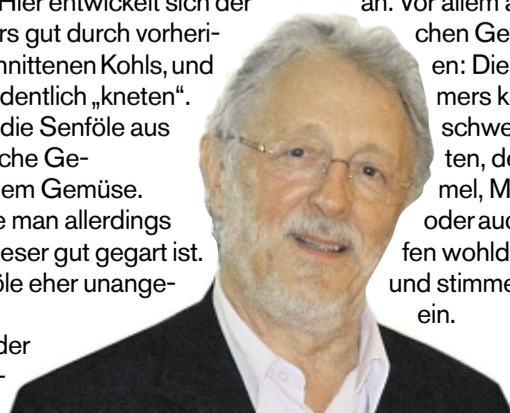 Hier entwickelt sich der
rs gut durch vorheri-
hnittenen Kohls, und
dentlich „kneten“.
die Senföle aus
che Ge-
em Gemüse.
e man allerdings
eser gut gegart ist.
öle eher unange-
der
an. Vor allem a
chen Ge
en: Die
mers k
schwe
ten, de
mel, M
oder auc
fen wohld
und stimme
ein.